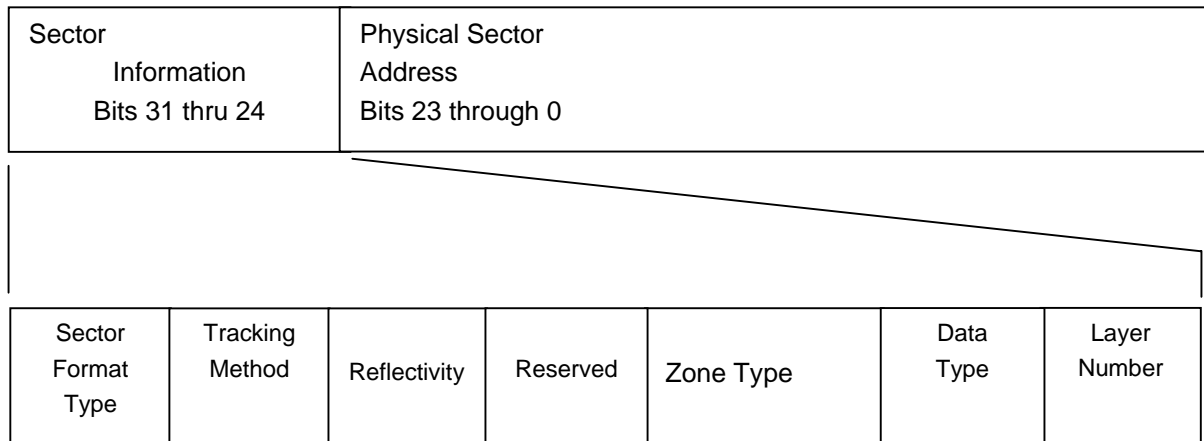 Sector
Information
Bits 31 thru 24
Physical Sector
Address
Bits 23 through 0
Sector
Format
Type
Tracking
Method
Reflectivity
Reserved
Zone Type
Data
Type
Layer
Number